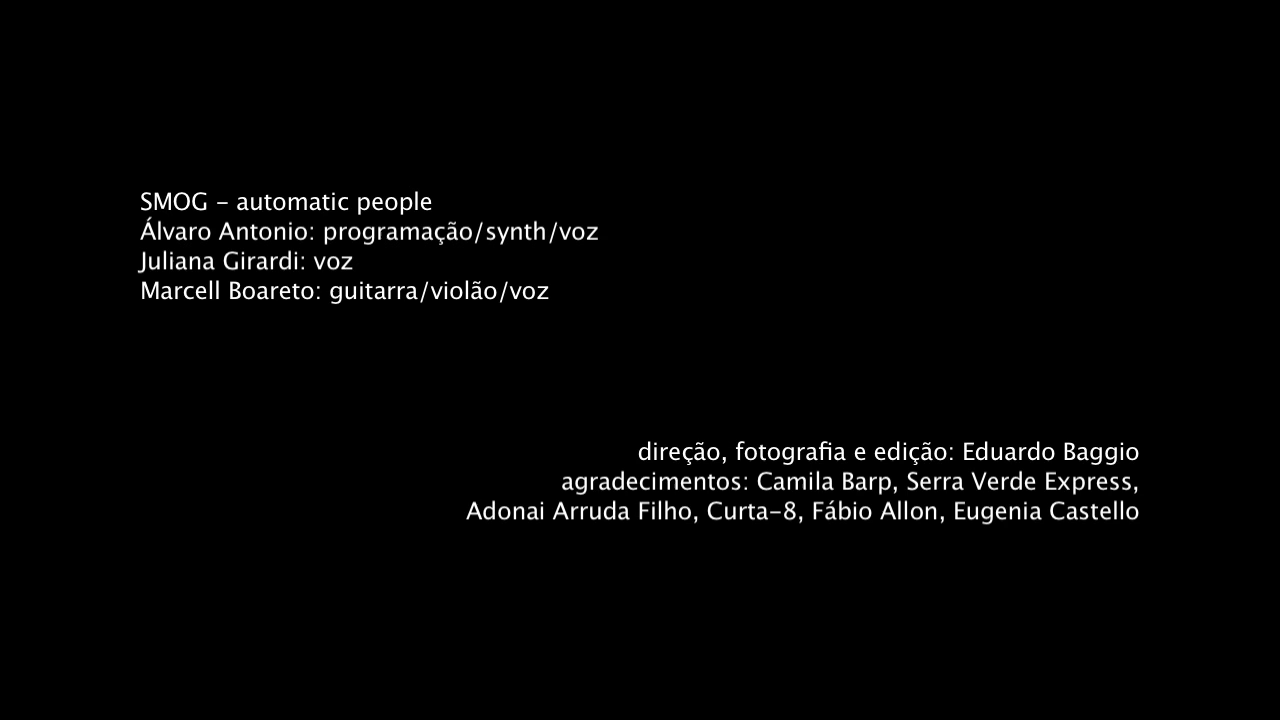 SMOG - automatic people
Álvaro Antonio: programação/synth/voz
Juliana Girardi: voz
Marcell Boareto: guitarra/violão/voz
direção, fotografia e edição: Eduardo Baggio
agradecimentos: Camila Barp, Serra Verde Express,
Adonai Arruda Filho, Curta-8, Fábio Allon, Eugenia Castello